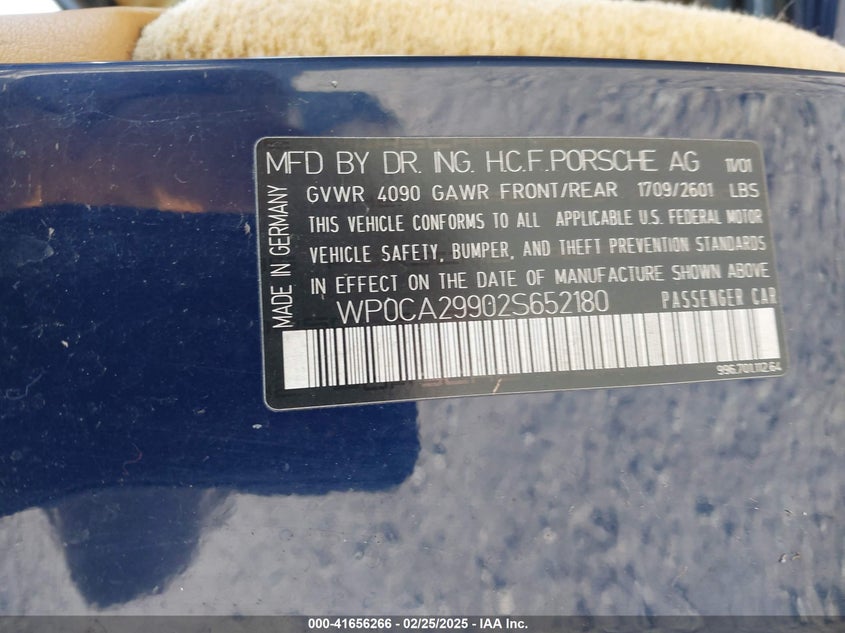 MFD BY DR. ING. H.C.F. PORSCHE AG 11/01
GVWR 4090 GAWR FRONT/REAR 1709/2601 LBS
THIS VEHICLE CONFORMS TO ALL APPLICABLE U.S. FEDERAL MOTOR
VEHICLE SAFETY, BUMPER, AND THEFT PREVENTION STANDARDS
IN EFFECT ON THE DATE OF MANUFACTURE SHOWN ABOVE
WP0CA29902S652180 PASSENGER CAR
996.701.112.64
MADE IN GERMANY
000-41656266 - 02/25/2025 - IAA Inc.